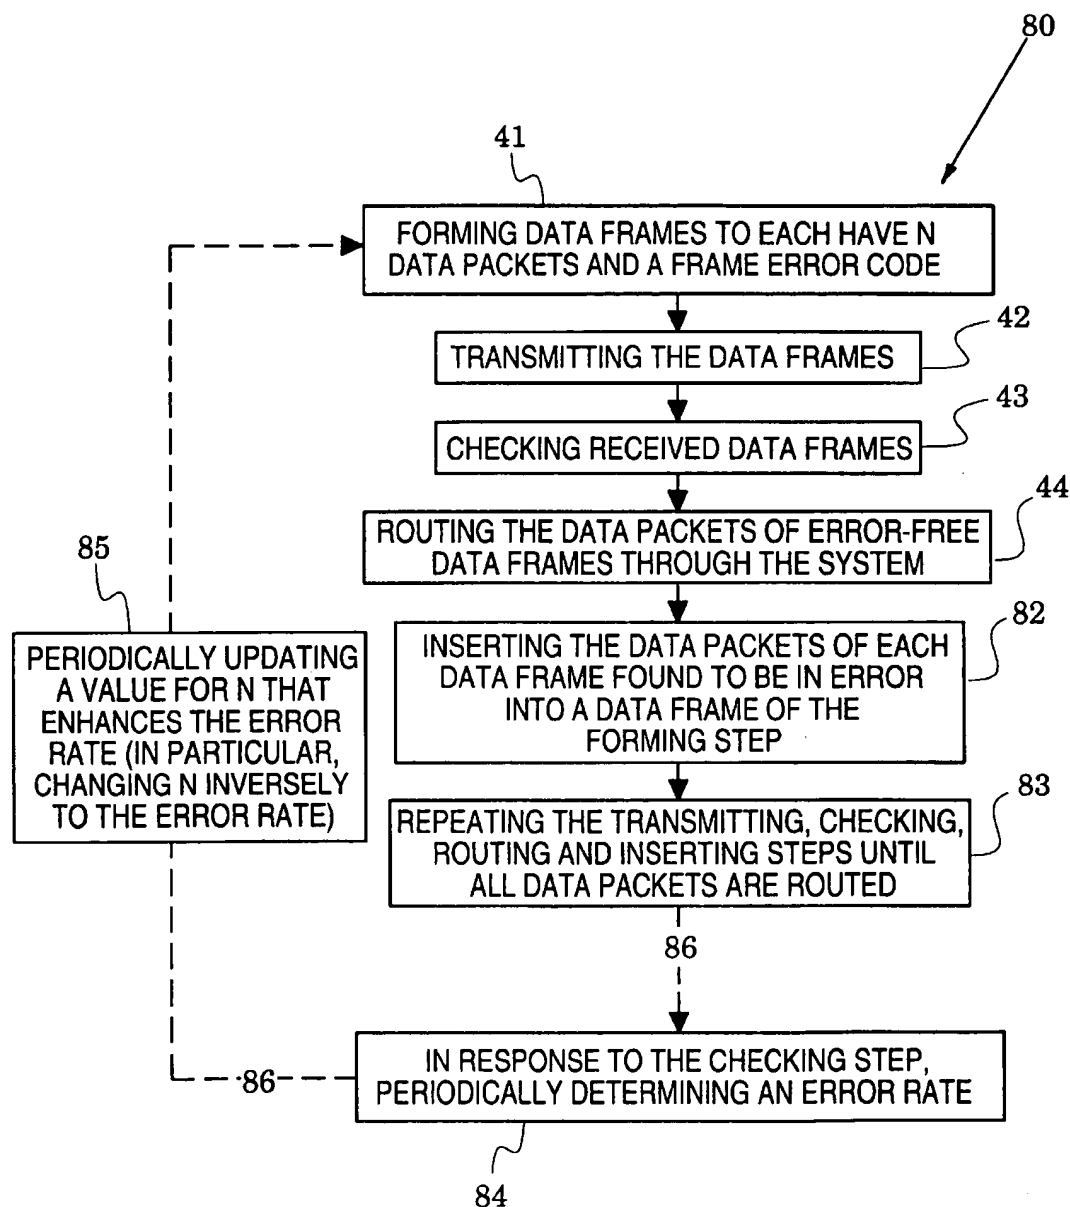 80
41
FORMING DATA FRAMES TO EACH HAVE N
DATA PACKETS AND A FRAME ERROR CODE
42
TRANSMITTING THE DATA FRAMES
43
CHECKING RECEIVED DATA FRAMES
44
ROUTING THE DATA PACKETS OF ERROR-FREE
DATA FRAMES THROUGH THE SYSTEM
85
PERIODICALLY UPDATING
A VALUE FOR N THAT
ENHANCES THE ERROR
RATE (IN PARTICULAR,
CHANGING N INVERSELY
TO THE ERROR RATE)
82
INSERTING THE DATA PACKETS OF EACH
DATA FRAME FOUND TO BE IN ERROR
INTO A DATA FRAME OF THE
FORMING STEP
83
REPEATING THE TRANSMITTING, CHECKING,
ROUTING AND INSERTING STEPS UNTIL
ALL DATA PACKETS ARE ROUTED
86
86
IN RESPONSE TO THE CHECKING STEP,
PERIODICALLY DETERMINING AN ERROR RATE
84